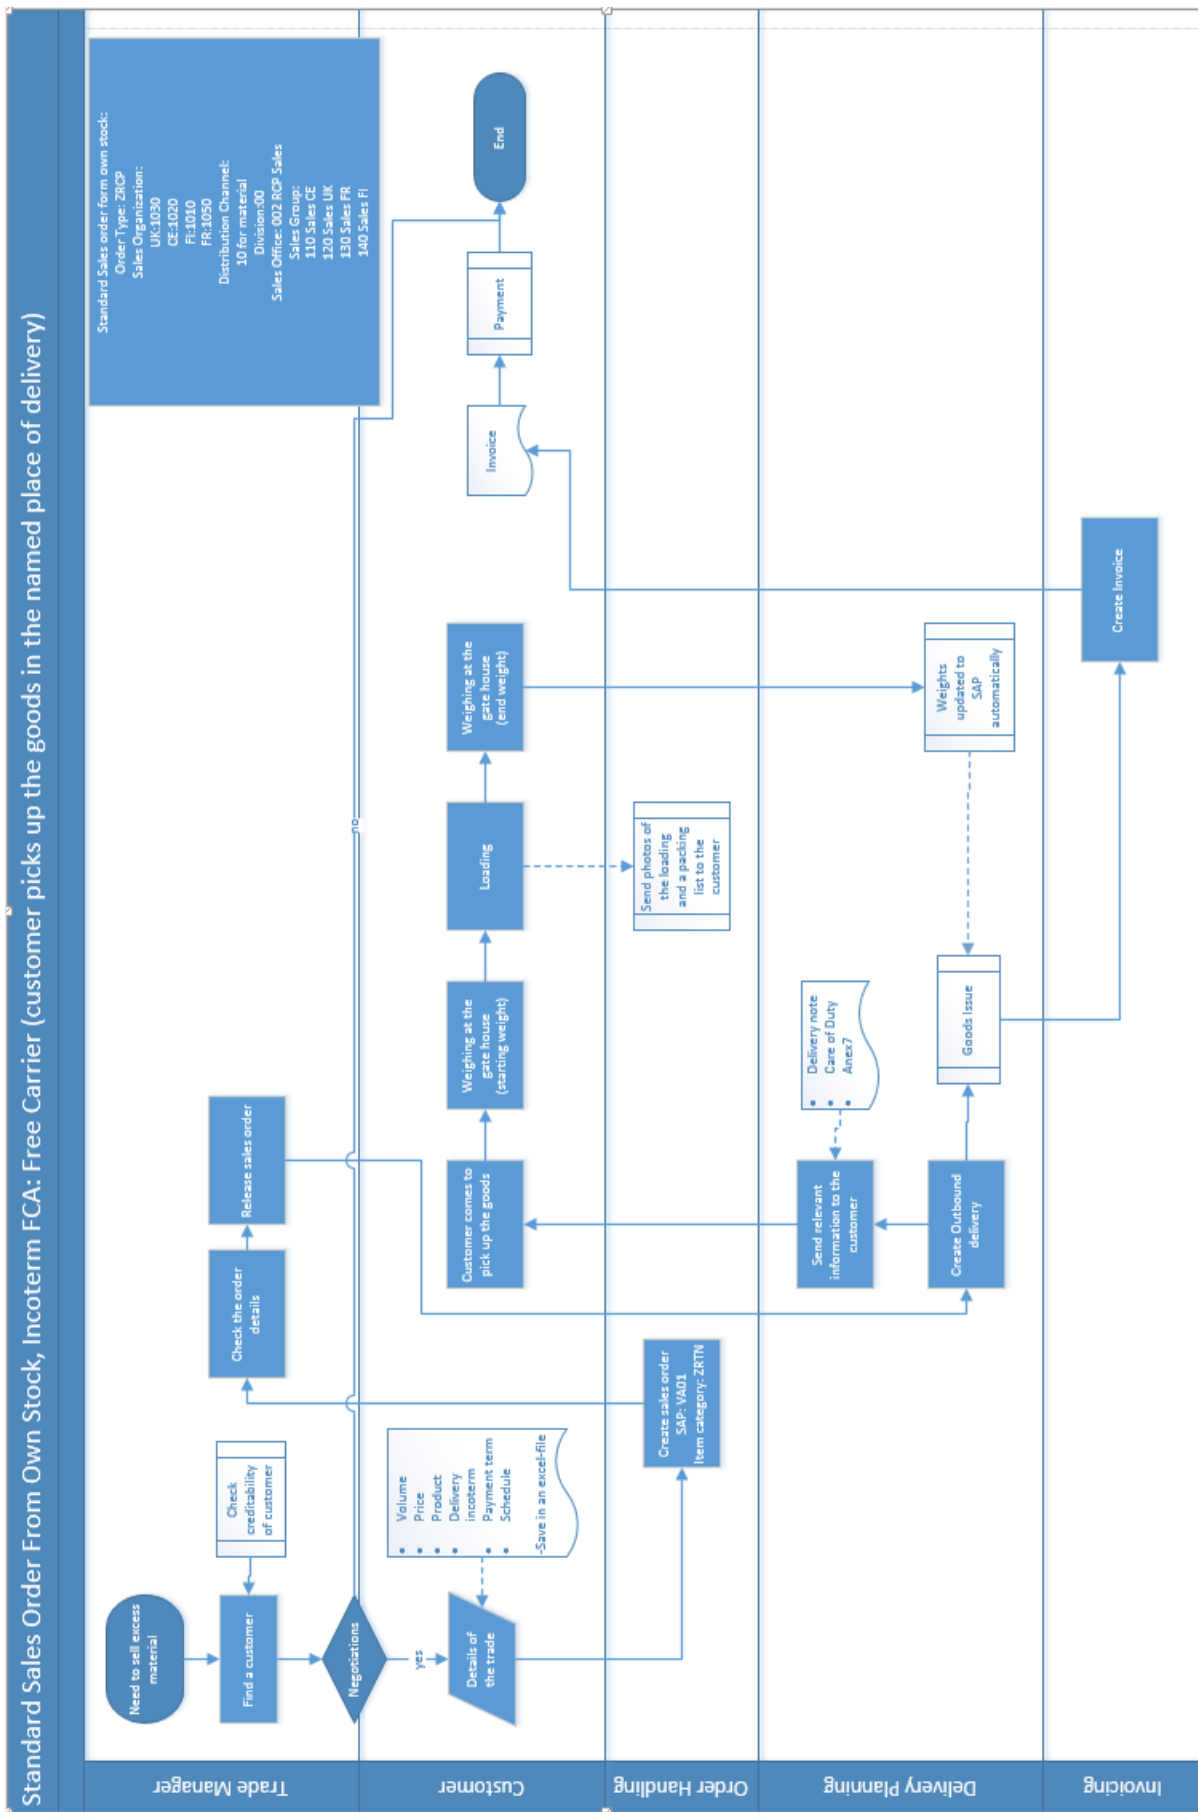 Standard Sales Order From Own Stock, Incoterm FCA: Free Carrier (customer picks up the goods in the named place of delivery)
Trade Manager
Need to sell excess
material
Find a customer
Check
creditability
of customer
Negotiations
no
yes
Check the order
details
Release sales order
Standard Sales order form own stock:
Order Type: ZRCP
Sales Organization:
UK:1030
CE:1020
FI:1010
FR:1050
Distribution Channel:
10 for material
Division:00
Sales Office: 002 RCP Sales
Sales Group:
110 Sales CE
120 Sales UK
130 Sales FR
140 Sales FI
Customer
Details of
the trade
• Volume
• Price
• Product
• Delivery
incoterm
• Payment term
• Schedule
-Save in an excel-file
Customer comes to
pick up the goods
Weighing at the
gate house
(starting weight)
Loading
Weighing at the
gate house
(end weight)
Invoice
Payment
End
Order Handling
Create sales order
SAP: VA01
Item category: ZRTN
Send photos of
the loading
and a packing
list to the
customer
Delivery Planning
Send relevant
information to the
customer
• Delivery note
• Care of Duty
• Anex7
Create Outbound
delivery
Goods Issue
Weights
updated to
SAP
automatically
Invoicing
Create Invoice